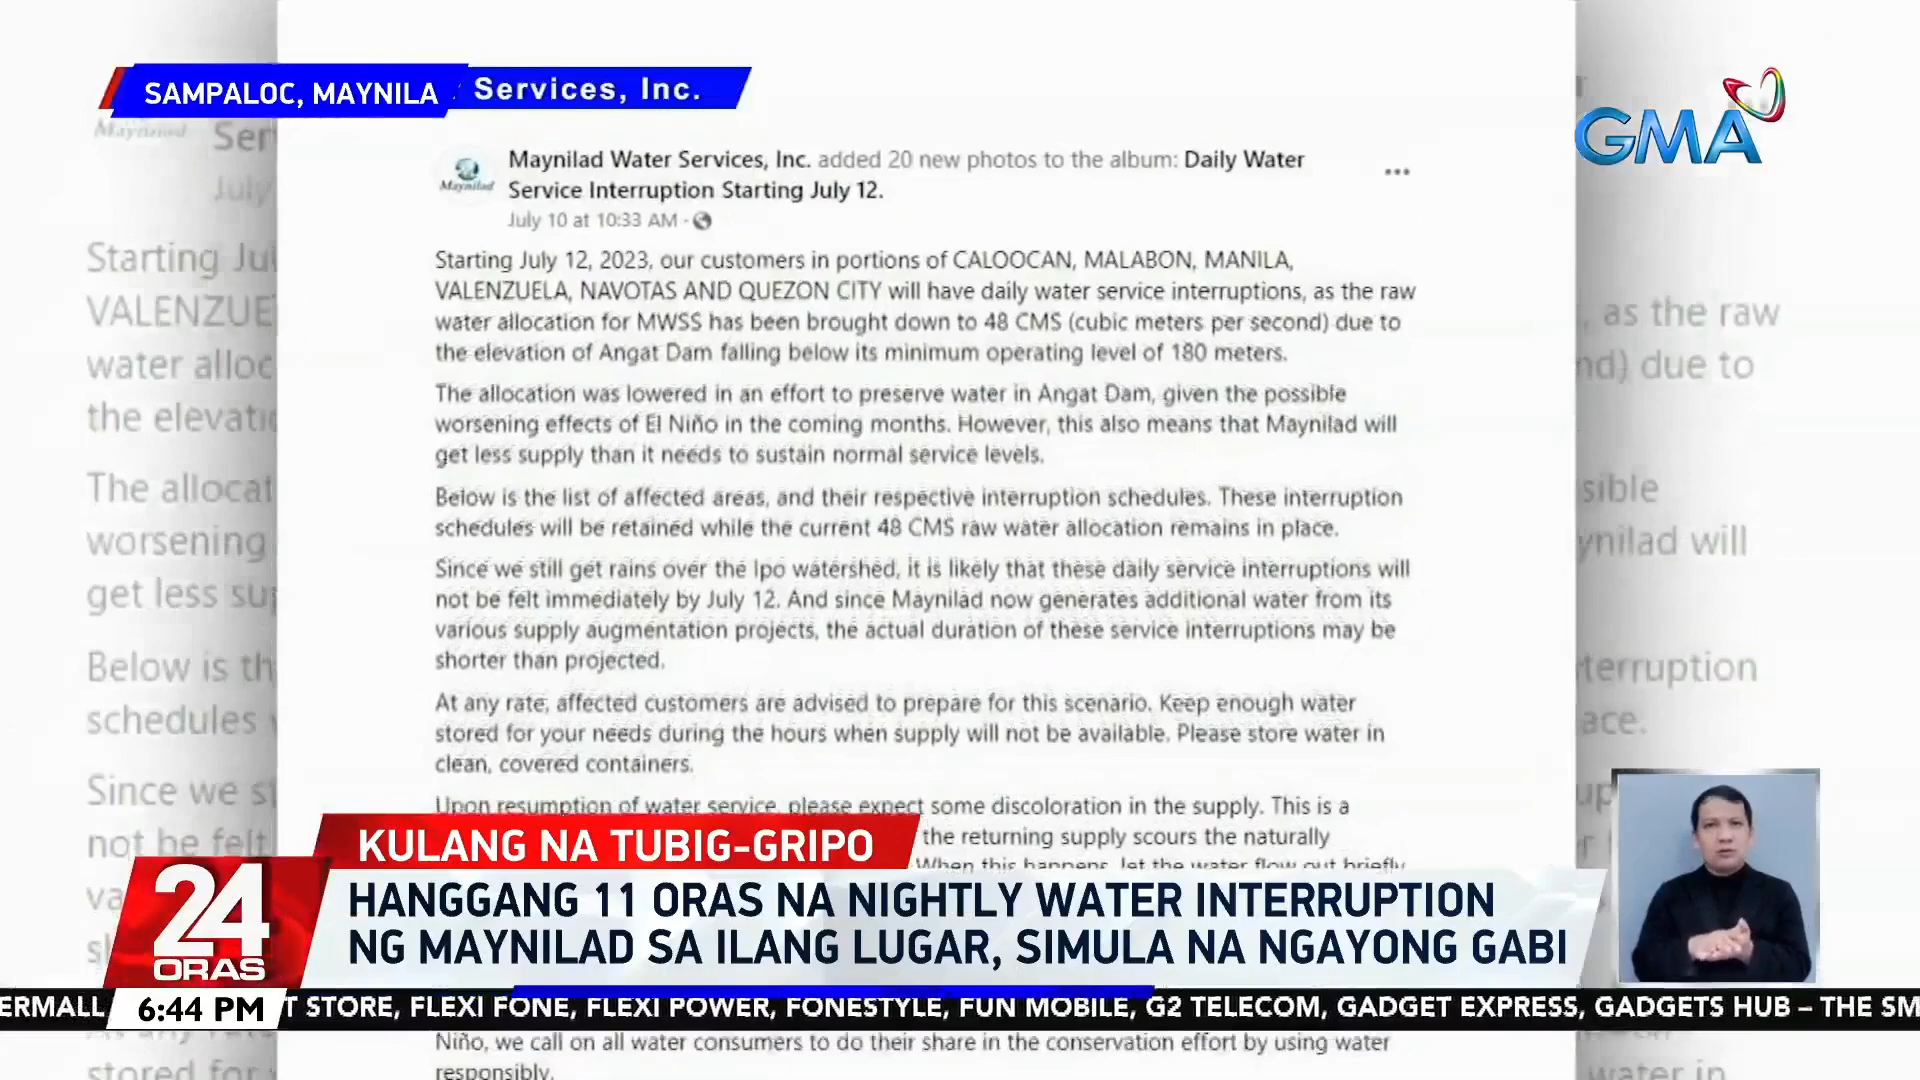 SAMPALOC, MAYNILA
Services, Inc.
GMA
Maynilad
Maynilad Water Services, Inc. added 20 new photos to the album: Daily Water
Service Interruption Starting July 12.
July 10 at 10:33 AM ·
Starting July 12, 2023, our customers in portions of CALOOCAN, MALABON, MANILA,
VALENZUELA, NAVOTAS AND QUEZON CITY will have daily water service interruptions, as the raw
water allocation for MWSS has been brought down to 48 CMS (cubic meters per second) due to
the elevation of Angat Dam falling below its minimum operating level of 180 meters.
The allocation was lowered in an effort to preserve water in Angat Dam, given the possible
worsening effects of El Niño in the coming months. However, this also means that Maynilad will
get less supply than it needs to sustain normal service levels.
Below is the list of affected areas, and their respective interruption schedules. These interruption
schedules will be retained while the current 48 CMS raw water allocation remains in place.
Since we still get rains over the Ipo watershed, it is likely that these daily service interruptions will
not be felt immediately by July 12. And since Maynilad now generates additional water from its
various supply augmentation projects, the actual duration of these service interruptions may be
shorter than projected.
At any rate, affected customers are advised to prepare for this scenario. Keep enough water
stored for your needs during the hours when supply will not be available. Please store water in
clean, covered containers.
Upon resumption of water service, please expect some discoloration in the supply. This is a
the returning supply scours the naturally
When this happens, let the water flow out briefly
KULANG NA TUBIG-GRIPO
HANGGANG 11 ORAS NA NIGHTLY WATER INTERRUPTION
NG MAYNILAD SA ILANG LUGAR, SIMULA NA NGAYONG GABI
24
ORAS
6:44 PM
ERMALL T STORE, FLEXI FONE, FLEXI POWER, FONESTYLE, FUN MOBILE, G2 TELECOM, GADGET EXPRESS, GADGETS HUB – THE SM
Niño, we call on all water consumers to do their share in the conservation effort by using water
responsibly.